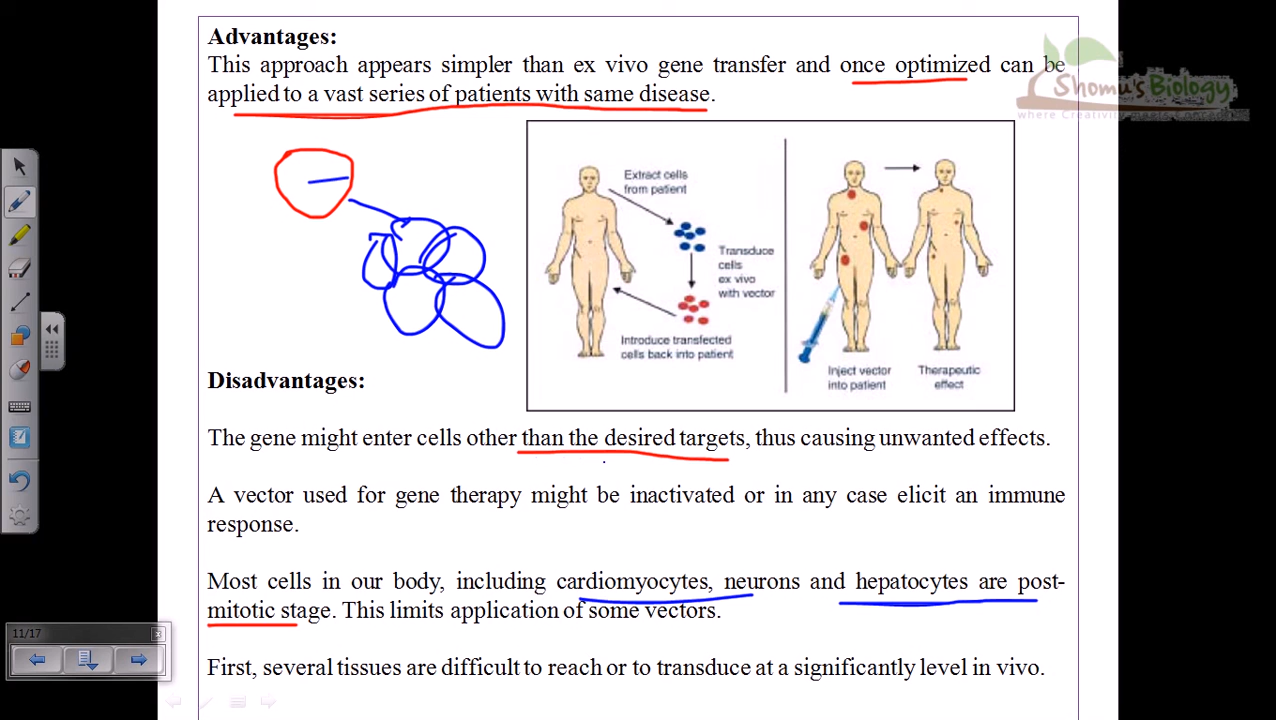 Advantages:
This approach appears simpler than ex vivo gene transfer and once optimized can be
applied to a vast series of patients with same disease.
Shomu's Biology
Extract cells
from patient
Transduce
cells
ex vivo
with vector
Introduce transfected
cells back into patient
Inject vector
into patient
Therapeutic
effect
Disadvantages:
The gene might enter cells other than the desired targets, thus causing unwanted effects.
A vector used for gene therapy might be inactivated or in any case elicit an immune
response.
Most cells in our body, including cardiomyocytes, neurons and hepatocytes are post-
mitotic stage. This limits application of some vectors.
11/17
First, several tissues are difficult to reach or to transduce at a significantly level in vivo.